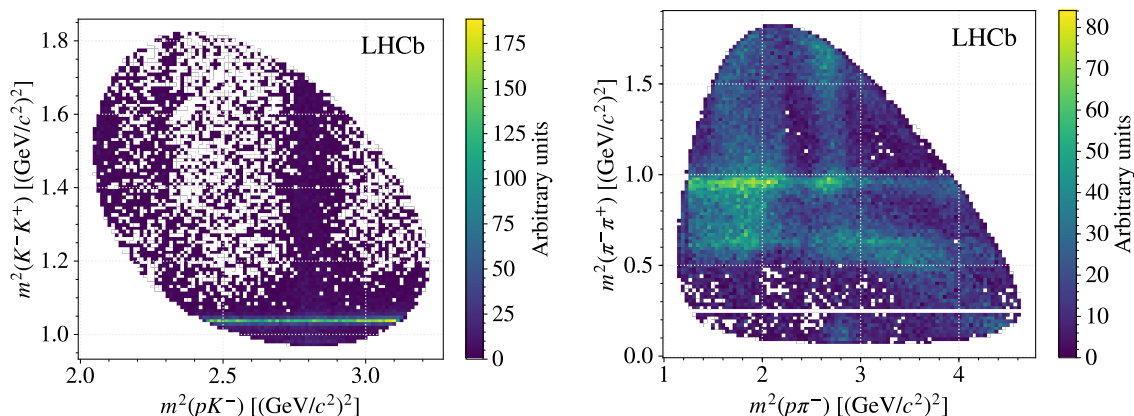 LHCb
1.8
1.6
1.4
1.2
1.0
2.0 2.5 3.0
m²(K⁻K⁺) [(GeV/c²)²]
m²(pK⁻) [(GeV/c²)²]
175
150
125
100
75
50
25
0
Arbitrary units
LHCb
1.5
1.0
0.5
0.0
1 2 3 4
m²(π⁻π⁺) [(GeV/c²)²]
m²(pπ⁻) [(GeV/c²)²]
80
70
60
50
40
30
20
10
0
Arbitrary units